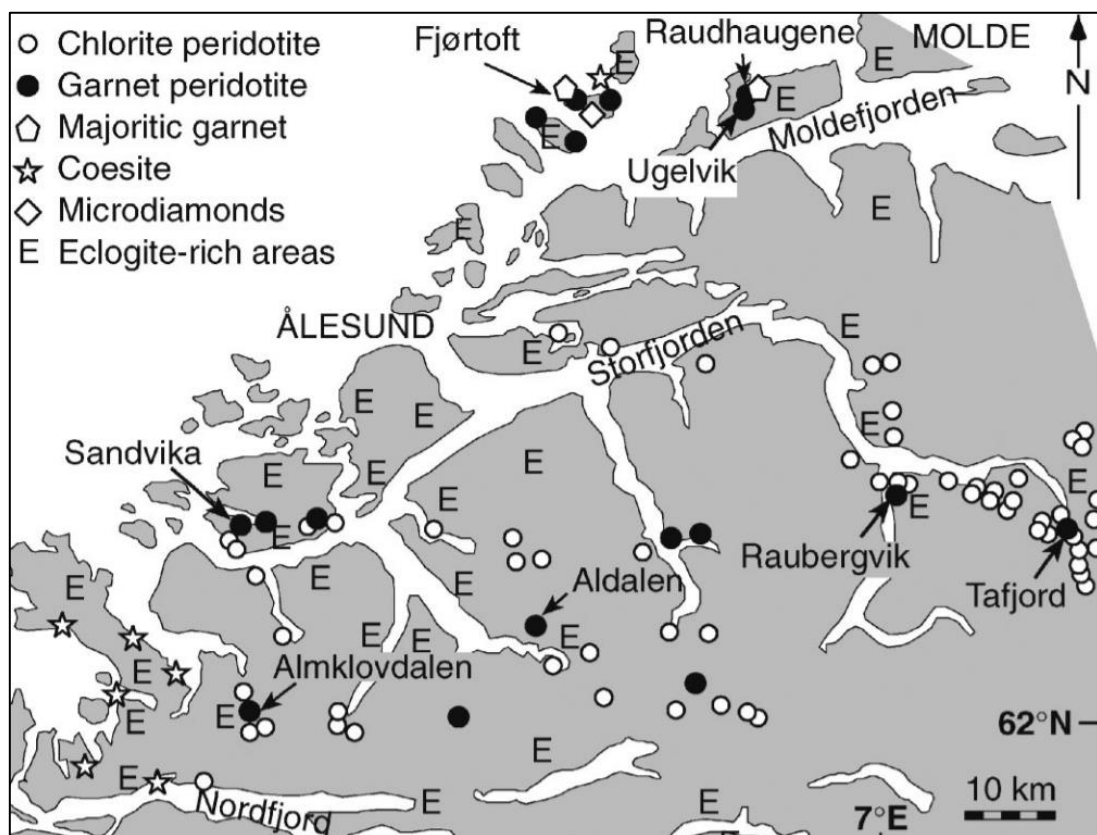 Chlorite peridotite
Garnet peridotite
Majoritic garnet
Coesite
Microdiamonds
E Eclogite-rich areas
Fjørtoft
Raudhaugene
MOLDE
N
E
E
E
E
Moldefjorden
Ugelvik
E
E
E
ÅLESUND
E
Storfjorden
E
E
E
E
E
Sandvika
E
E
E
E
E
E
Raubergvik
E
E
E
Aldalen
Tafjord
E
E
E
E
Almklovdalen
E
E
E
62°N
E
E
Nordfjord
E
E
10 km
7°E